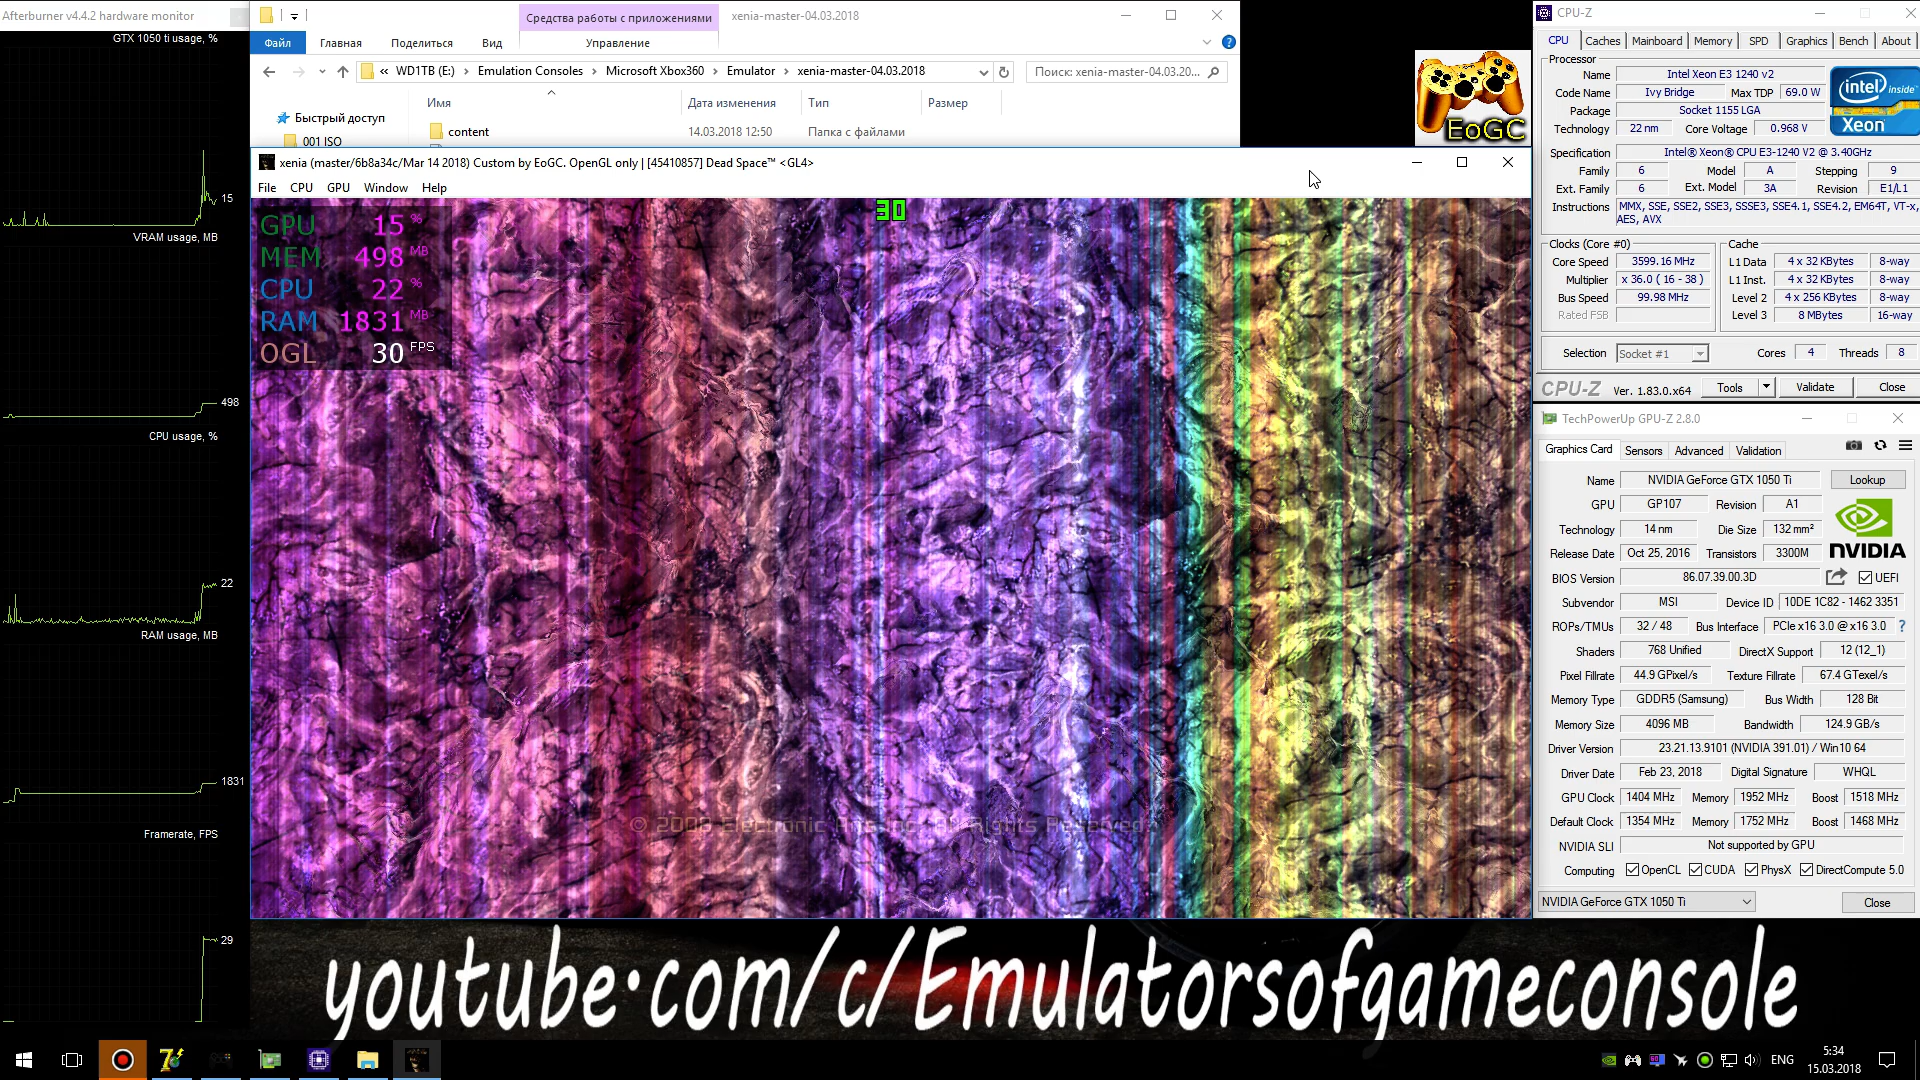 Afterburner v4.4.2 hardware monitor
GTX 1050 ti usage, %
15
VRAM usage, MB
498
CPU usage, %
22
RAM usage, MB
1831
Framerate, FPS
29
Средства работы с приложениями
xenia-master-04.03.2018
Файл
Главная
Поделиться
Вид
Управление
« WD1TB (E:) > Emulation Consoles > Microsoft Xbox360 > Emulator > xenia-master-04.03.2018
Поиск: xenia-master-04.03.20...
Имя
Дата изменения
Тип
Размер
Быстрый доступ
001 ISO
content
14.03.2018 12:50
Папка с файлами
EoGC
xenia (master/6b8a34c/Mar 14 2018) Custom by EoGC. OpenGL only | [45410857] Dead Space™ <GL4>
File CPU GPU Window Help
30
GPU 15 %
MEM 498 MB
CPU 22 %
RAM 1831 MB
OGL 30 FPS
© 2008 Electronic Arts Inc. All Rights Reserved.
CPU-Z
CPU Caches Mainboard Memory SPD Graphics Bench About
Processor
Name Intel Xeon E3 1240 v2
Code Name Ivy Bridge Max TDP 69.0 W
Package Socket 1155 LGA
Technology 22 nm Core Voltage 0.968 V
intel inside™
Xeon
Specification Intel® Xeon® CPU E3-1240 V2 @ 3.40GHz
Family 6 Model A Stepping 9
Ext. Family 6 Ext. Model 3A Revision E1/L1
Instructions MMX, SSE, SSE2, SSE3, SSSE3, SSE4.1, SSE4.2, EM64T, VT-x,
AES, AVX
Clocks (Core #0)
Core Speed 3599.16 MHz
Multiplier x 36.0 ( 16 - 38 )
Bus Speed 99.98 MHz
Rated FSB
Cache
L1 Data 4 x 32 KBytes 8-way
L1 Inst. 4 x 32 KBytes 8-way
Level 2 4 x 256 KBytes 8-way
Level 3 8 MBytes 16-way
Selection Socket #1 Cores 4 Threads 8
CPU-Z Ver. 1.83.0.x64 Tools Validate Close
TechPowerUp GPU-Z 2.8.0
Graphics Card Sensors Advanced Validation
Name NVIDIA GeForce GTX 1050 Ti Lookup
GPU GP107 Revision A1
Technology 14 nm Die Size 132 mm²
Release Date Oct 25, 2016 Transistors 3300M
NVIDIA
BIOS Version 86.07.39.00.3D UEFI
Subvendor MSI Device ID 10DE 1C82 - 1462 3351
ROPs/TMUs 32 / 48 Bus Interface PCIe x16 3.0 @ x16 3.0 ?
Shaders 768 Unified DirectX Support 12 (12_1)
Pixel Fillrate 44.9 GPixel/s Texture Fillrate 67.4 GTexel/s
Memory Type GDDR5 (Samsung) Bus Width 128 Bit
Memory Size 4096 MB Bandwidth 124.9 GB/s
Driver Version 23.21.13.9101 (NVIDIA 391.01) / Win10 64
Driver Date Feb 23, 2018 Digital Signature WHQL
GPU Clock 1404 MHz Memory 1952 MHz Boost 1518 MHz
Default Clock 1354 MHz Memory 1752 MHz Boost 1468 MHz
NVIDIA SLI Not supported by GPU
Computing OpenCL CUDA PhysX DirectCompute 5.0
NVIDIA GeForce GTX 1050 Ti Close
youtube.com/c/Emulatorsofgameconsole
ENG
5:34
15.03.2018